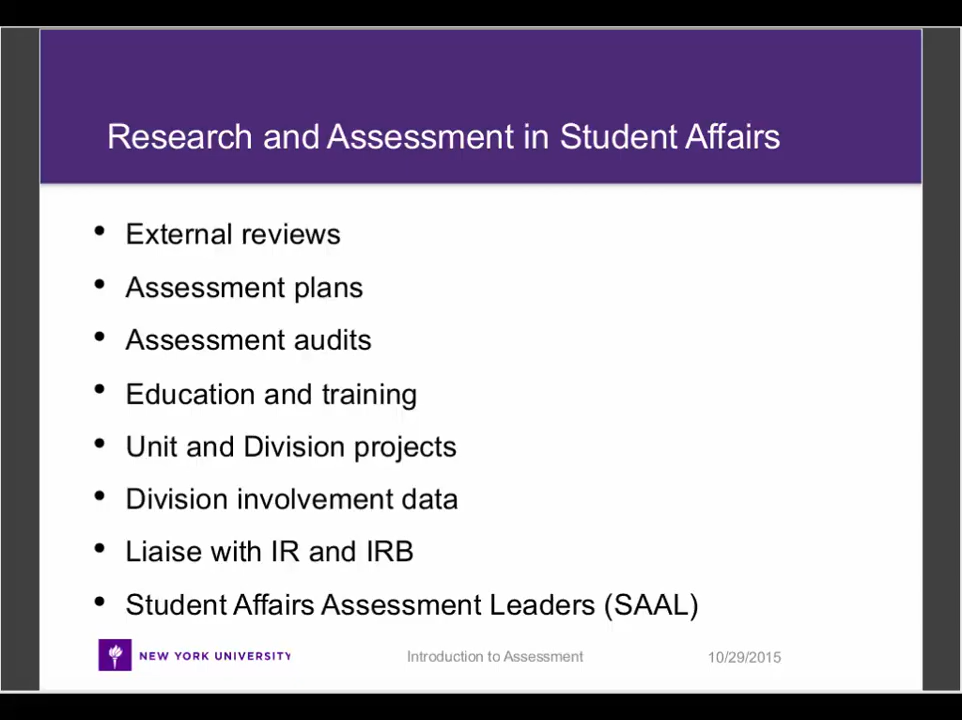 Research and Assessment in Student Affairs
• External reviews
• Assessment plans
• Assessment audits
• Education and training
• Unit and Division projects
• Division involvement data
• Liaise with IR and IRB
• Student Affairs Assessment Leaders (SAAL)
NEW YORK UNIVERSITY
Introduction to Assessment
10/29/2015